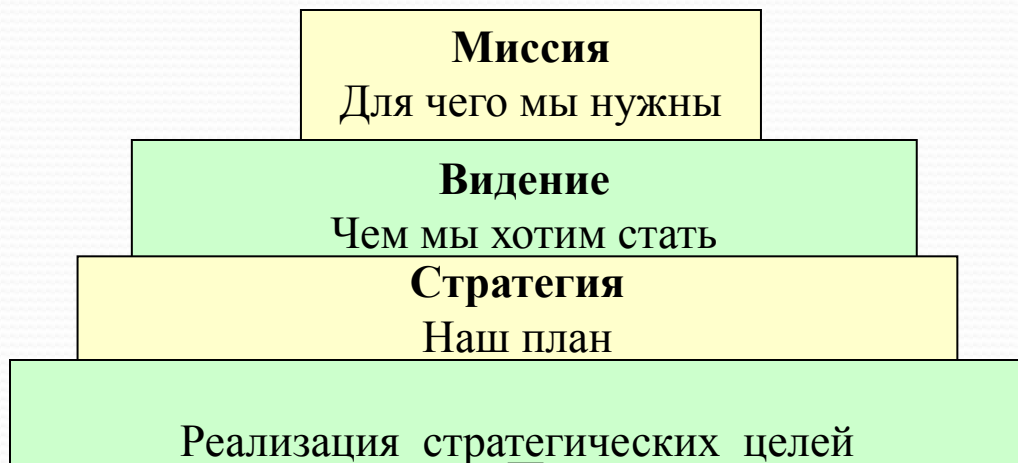 Миссия
Для чего мы нужны
Видение
Чем мы хотим стать
Стратегия
Наш план
Реализация стратегических целей